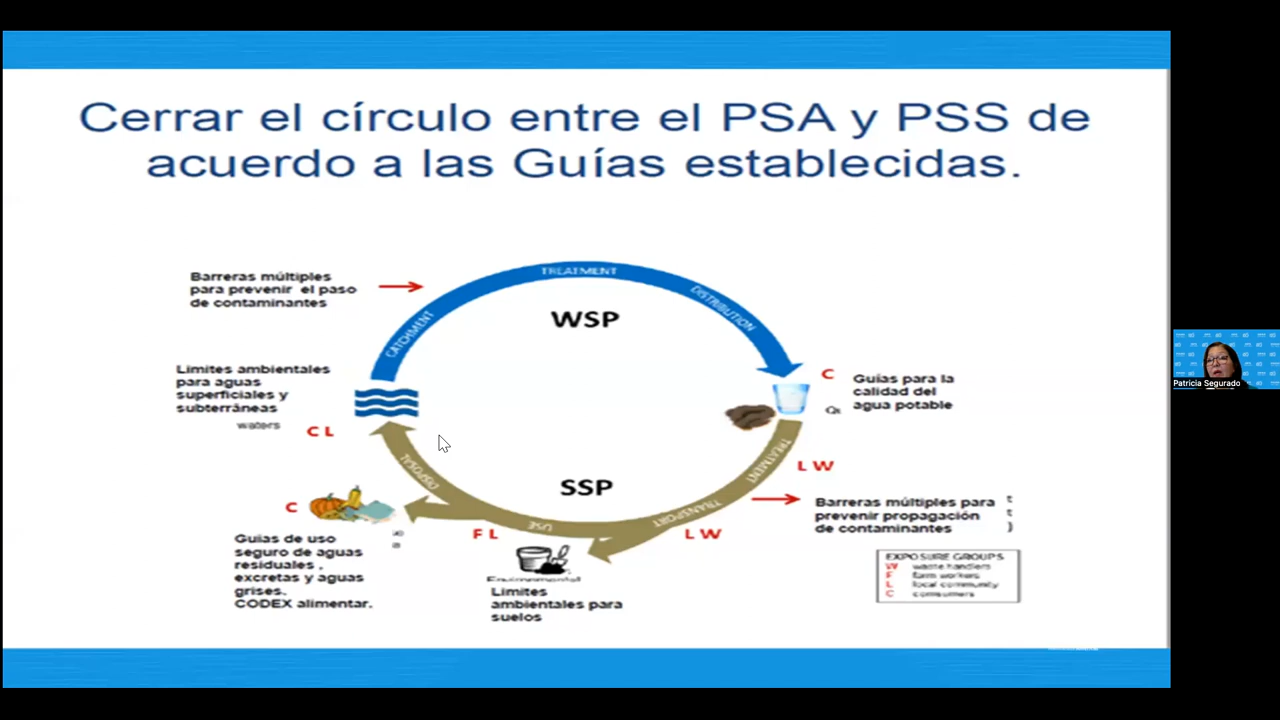 Cerrar el círculo entre el PSA y PSS de
acuerdo a las Guías establecidas.
Barreras múltiples
para prevenir el paso
de contaminantes
TREATMENT
DISTRIBUTION
CATCHMENT
WSP
Limites ambientales
para aguas
superficiales y
subterrâneas
waters
C L
C
Guías para la
calidad del
agua potable
TREATMENT
L W
SSP
DISPOSAL
TRANSPORT
USE
C
F L
L W
Barreras múltiples para
prevenir propagación
de contaminantes
Guías de uso
seguro de aguas
residuales ,
excretas y aguas
grises.
CODEX alimentar.
Environmental
Limites
ambientales para
suelos
EXPOSURE GROUPS
W waste handlers
F farm workers
L local community
C consumers
Patricia Segurado